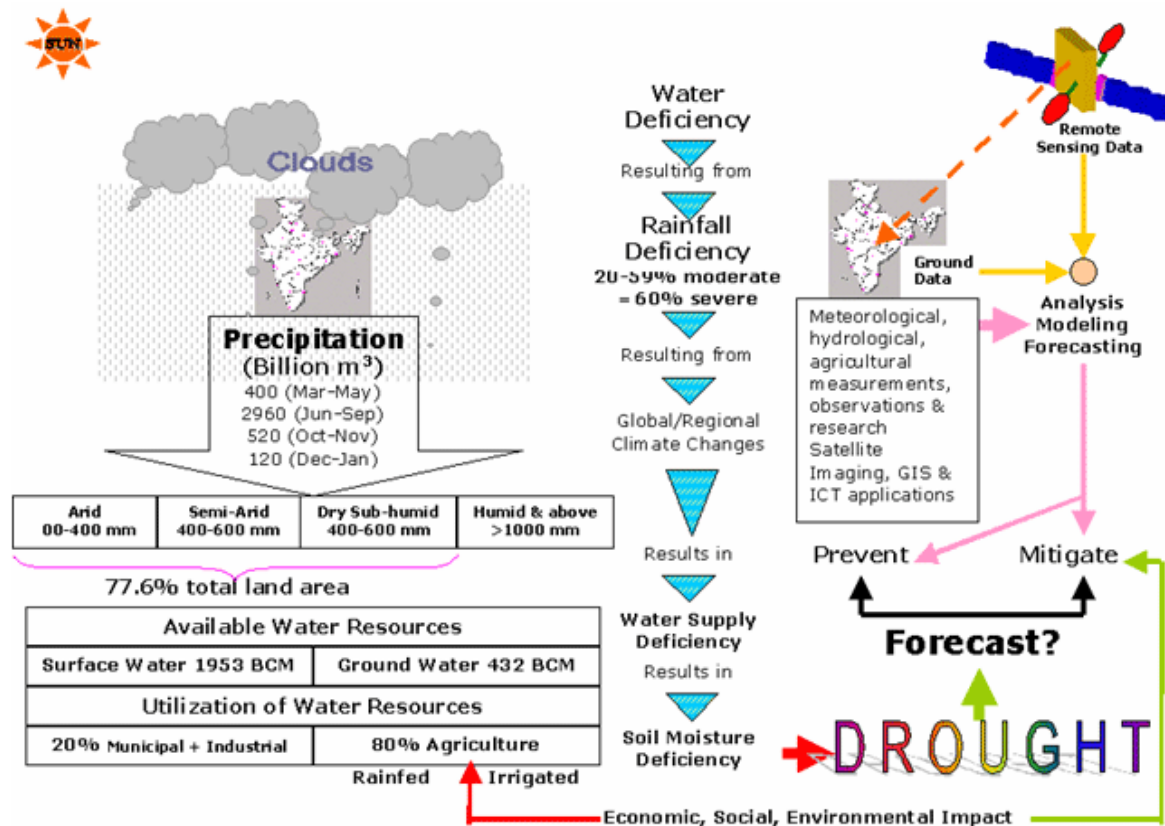 SUN
Clouds
Precipitation
(Billion m³)
400 (Mar-May)
2960 (Jun-Sep)
520 (Oct-Nov)
120 (Dec-Jan)
Arid
00-400 mm
Semi-Arid
400-600 mm
Dry Sub-humid
400-600 mm
Humid & above
>1000 mm
77.6% total land area
Available Water Resources
Surface Water 1953 BCM
Ground Water 432 BCM
Utilization of Water Resources
20% Municipal + Industrial
80% Agriculture
Rainfed
Irrigated
Water
Deficiency
Resulting from
Rainfall
Deficiency
20-59% moderate
= 60% severe
Resulting from
Global/Regional
Climate Changes
Results in
Water Supply
Deficiency
Results in
Soil Moisture
Deficiency
Remote
Sensing Data
Ground
Data
Analysis
Modeling
Forecasting
Meteorological,
hydrological,
agricultural
measurements,
observations &
research
Satellite
Imaging, GIS &
ICT applications
Prevent
Mitigate
Forecast?
DROUGHT
Economic, Social, Environmental Impact